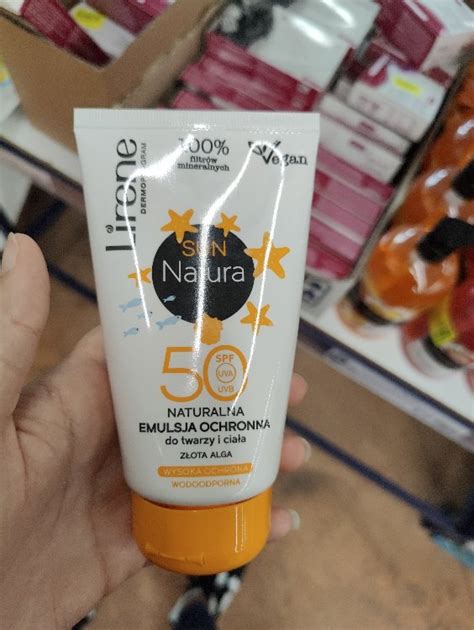 Lirene
DERMOPROGRAM
100%
filtrów
mineralnych
Vegan
SUN
Natura
50
SPF
UVA
UVB
NATURALNA
EMULSJA OCHRONNA
do twarzy i ciała
ZŁOTA ALGA
WYSOKA OCHRONA
WODOODPORNA